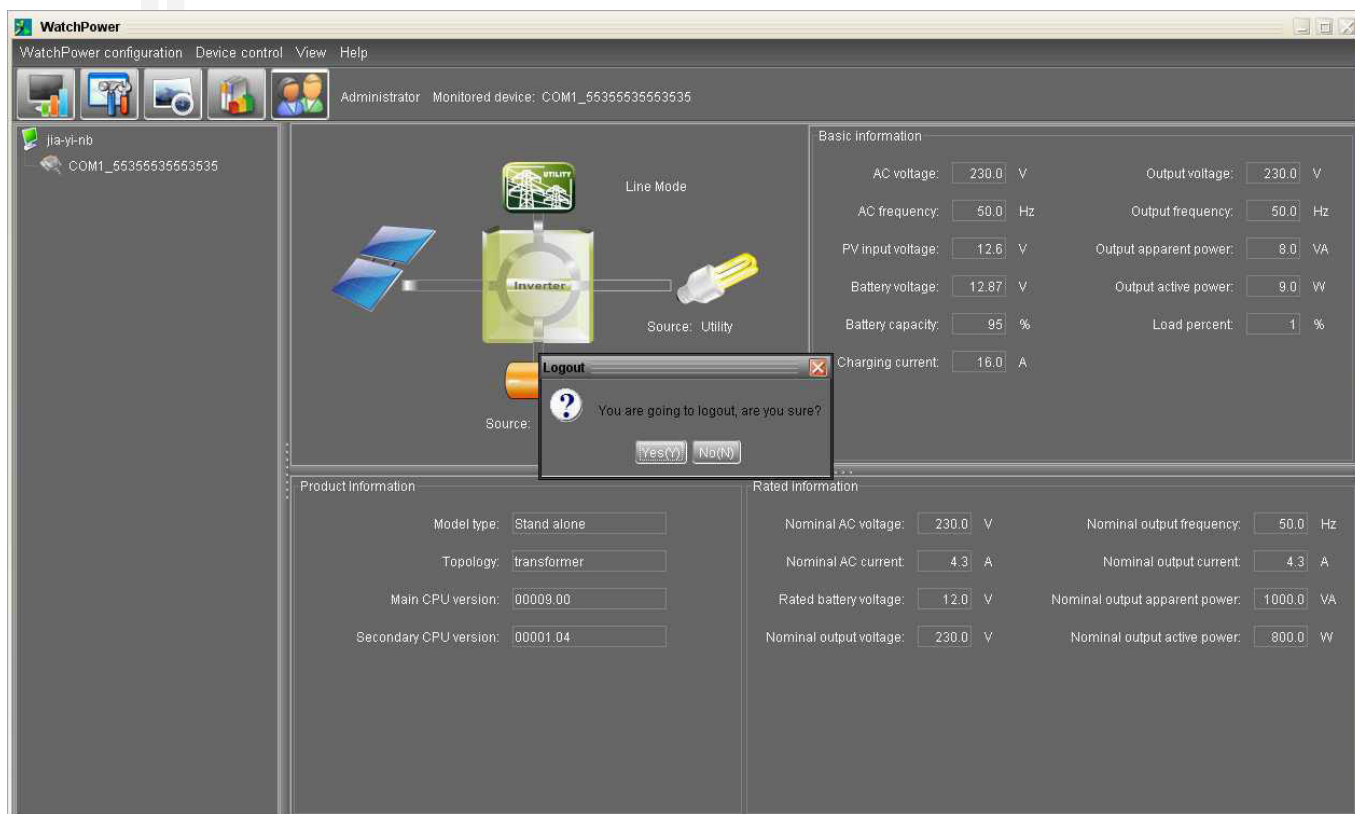 WatchPower
WatchPower configuration Device control View Help
Administrator Monitored device: COM1_55355535553535
jia-yi-nb
COM1_55355535553535
UTILITY
Line Mode
Inverter
Source: Utility
Source:
Basic information
AC voltage: 230.0 V Output voltage: 230.0 V
AC frequency: 50.0 Hz Output frequency: 50.0 Hz
PV input voltage: 12.6 V Output apparent power: 8.0 VA
Battery voltage: 12.87 V Output active power: 9.0 W
Battery capacity: 95 % Load percent: 1 %
Charging current: 16.0 A
Logout
?
You are going to logout, are you sure?
Yes(Y) No(N)
Product Information
Model type: Stand alone
Topology: transformer
Main CPU version: 00009.00
Secondary CPU version: 00001.04
Rated Information
Nominal AC voltage: 230.0 V Nominal output frequency: 50.0 Hz
Nominal AC current: 4.3 A Nominal output current: 4.3 A
Rated battery voltage: 12.0 V Nominal output apparent power: 1000.0 VA
Nominal output voltage: 230.0 V Nominal output active power: 800.0 W